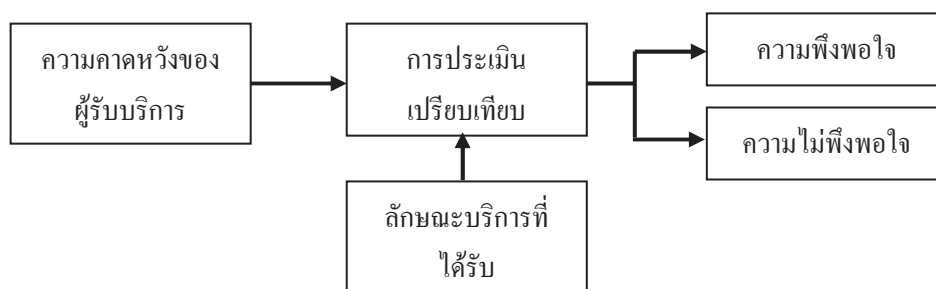 ความคาดหวังของ
ผู้รับบริการ
การประเมิน
เปรียบเทียบ
ความพึงพอใจ
ความไม่พึงพอใจ
ลักษณะบริการที่
ได้รับ